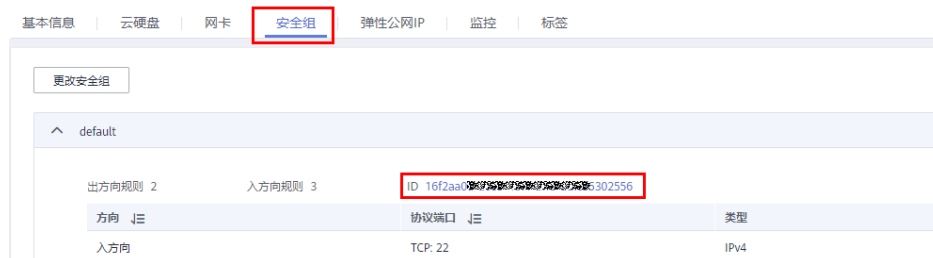 基本信息 云硬盘 网卡 安全组 弹性公网IP 监控 标签
更改安全组
default
出方向规则 2 入方向规则 3 ID 16f2aa0 5302556
方向 协议端口 类型
入方向 TCP: 22 IPv4